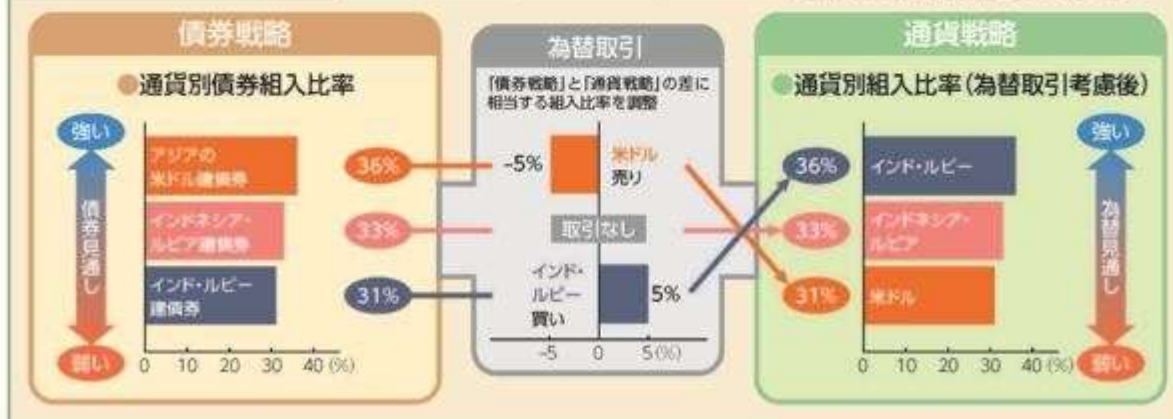 債券戦略
●通貨別債券組入比率
強い
債券見通し
弱い
アジアの
米ドル建債券
インドネシア・
ルピア建債券
インド・ルピー
建債券
0 10 20 30 40 (%)
36%
33%
31%
為替取引
「債券戦略」と「通貨戦略」の差に
相当する組入比率を調整
-5%
米ドル
売り
取引なし
インド・
ルピー
買い
5%
-5 0 5(%)
通貨戦略
●通貨別組入比率(為替取引考慮後)
36%
33%
31%
インド・ルピー
インドネシア・
ルピア
米ドル
0 10 20 30 40 (%)
強い
為替見通し
弱い